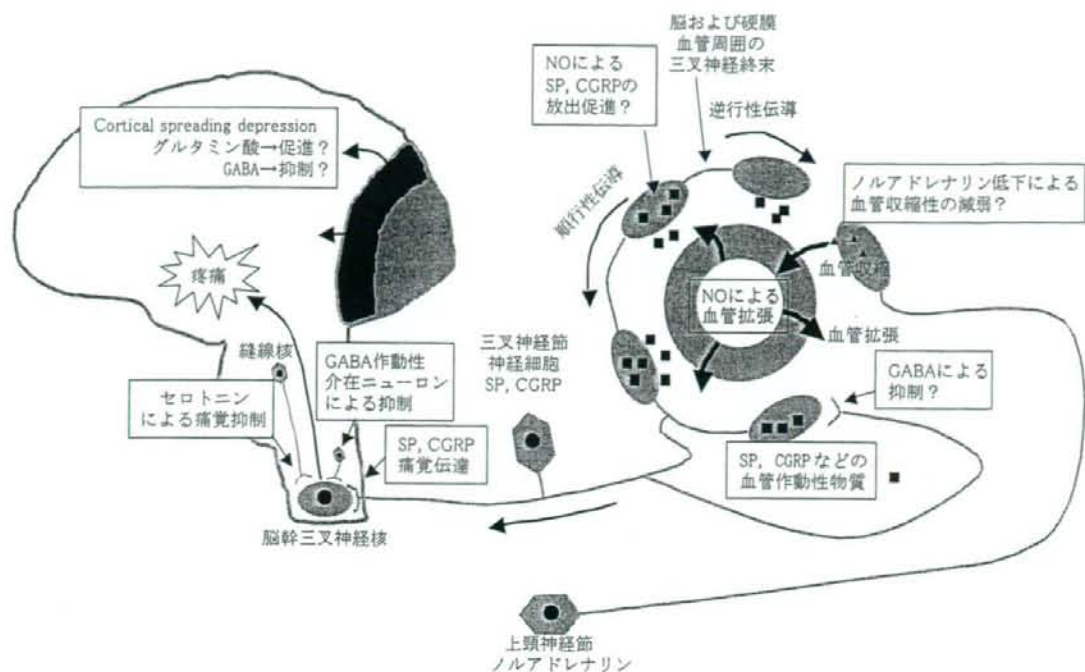 Cortical spreading depression
グルタミン酸→促進？
GABA→抑制？
疼痛
縫線核
セロトニン
による痛覚抑制
GABA作動性
介在ニューロン
による抑制
SP, CGRP
痛覚伝達
脳幹三叉神経核
三叉神経節
神経細胞
SP, CGRP
NOによる
SP, CGRPの
放出促進？
脳および硬膜
血管周囲の
三叉神経終末
逆行性伝導
順行性伝導
ノルアドレナリン低下による
血管収縮性の減弱？
血管収縮
NOによる
血管拡張
血管拡張
GABAによる
抑制？
SP, CGRPなどの
血管作動性物質
上頸神経節
ノルアドレナリン